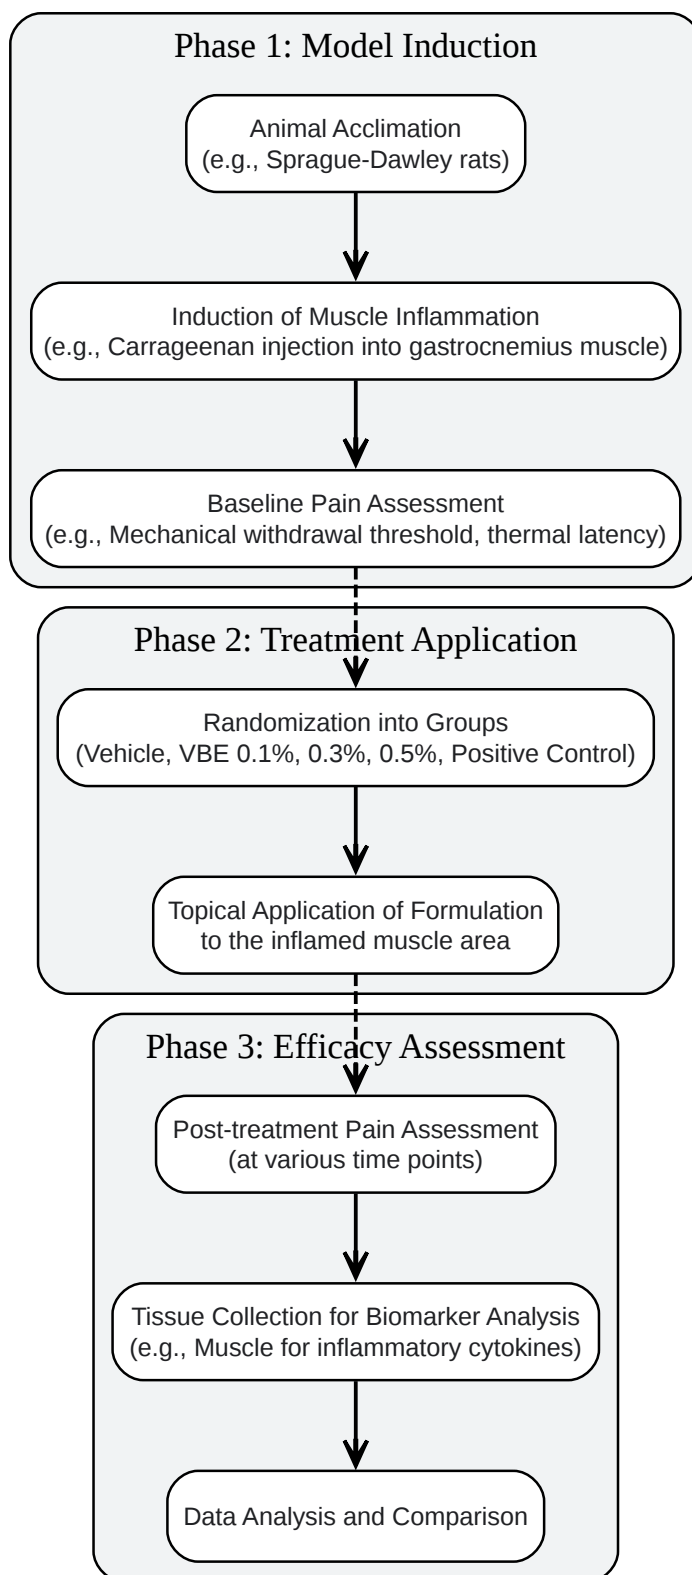 Phase 1: Model Induction
Animal Acclimation
(e.g., Sprague-Dawley rats)
Induction of Muscle Inflammation
(e.g., Carrageenan injection into gastrocnemius muscle)
Baseline Pain Assessment
(e.g., Mechanical withdrawal threshold, thermal latency)
Phase 2: Treatment Application
Randomization into Groups
(Vehicle, VBE 0.1%, 0.3%, 0.5%, Positive Control)
Topical Application of Formulation
to the inflamed muscle area
Phase 3: Efficacy Assessment
Post-treatment Pain Assessment
(at various time points)
Tissue Collection for Biomarker Analysis
(e.g., Muscle for inflammatory cytokines)
Data Analysis and Comparison